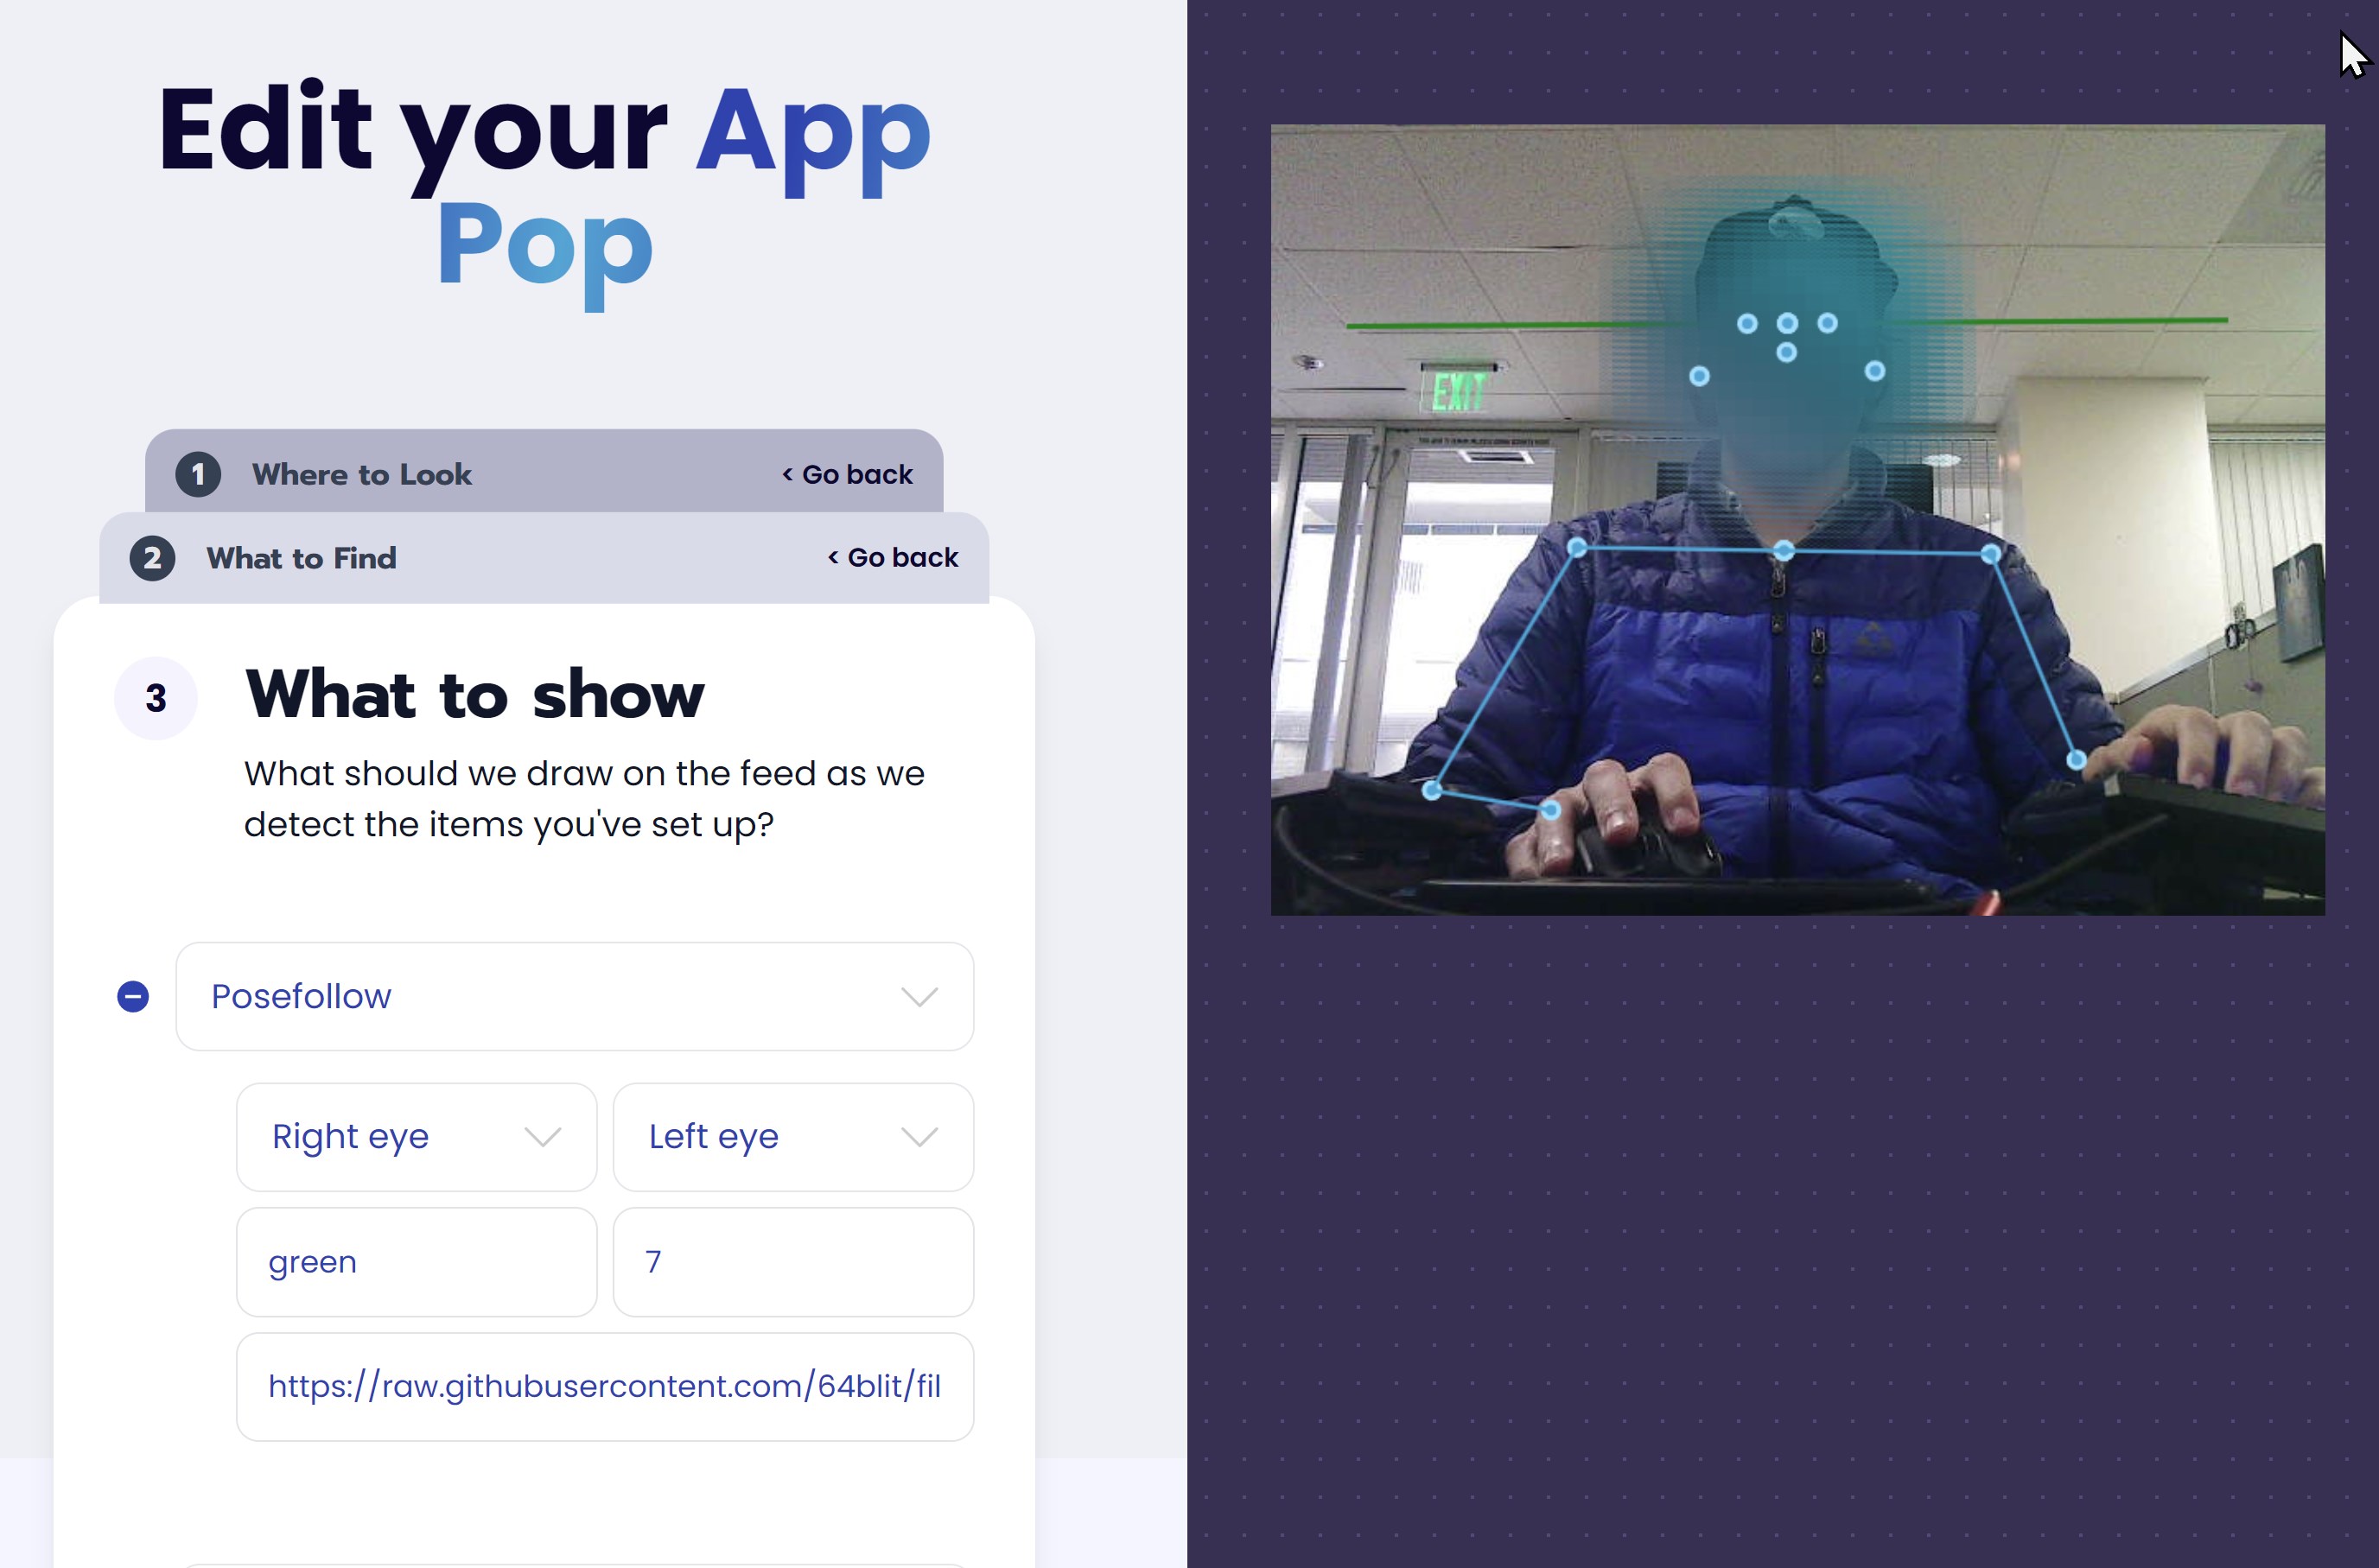 Edit your App
Pop
1 Where to Look < Go back
2 What to Find < Go back
3 What to show
What should we draw on the feed as we
detect the items you've set up?
Posefollow
Right eye
Left eye
green
7
https://raw.githubusercontent.com/64blit/fil
EXIT